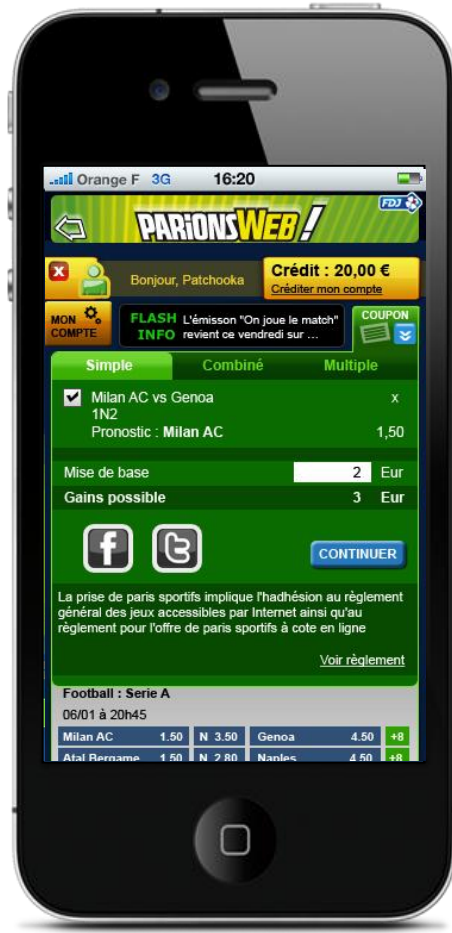 Orange F 3G 16:20
PARiONSWEB!
FDJ
Bonjour, Patchooka
Crédit : 20,00 €
Créditer mon compte
MON COMPTE
FLASH INFO
L'émisson "On joue le match"
revient ce vendredi sur ...
COUPON
Simple Combiné Multiple
Milan AC vs Genoa x
1N2
Pronostic : Milan AC 1,50
Mise de base 2 Eur
Gains possible 3 Eur
f t
CONTINUER
La prise de paris sportifs implique l'hadhésion au règlement
général des jeux accessibles par Internet ainsi qu'au
règlement pour l'offre de paris sportifs à cote en ligne
Voir règlement
Football : Serie A
06/01 à 20h45
Milan AC 1.50 N 3.50 Genoa 4.50 +8
Atal Bergame 1.50 N 2.80 Naples 4.50 +8